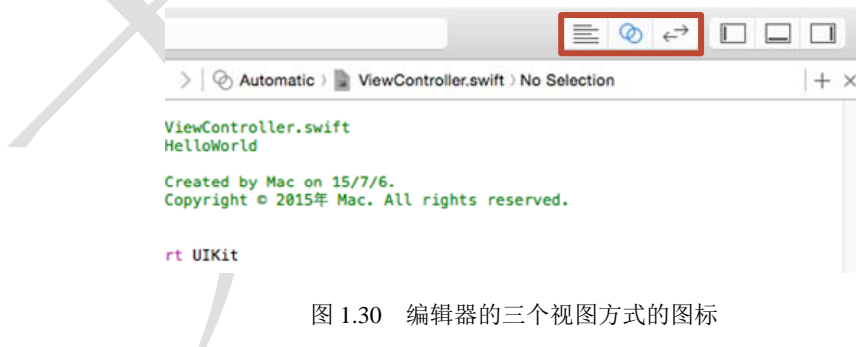 Automatic 〉 ViewController.swift 〉 No Selection
ViewController.swift
HelloWorld
Created by Mac on 15/7/6.
Copyright © 2015年 Mac. All rights reserved.
rt UIKit
图 1.30 编辑器的三个视图方式的图标